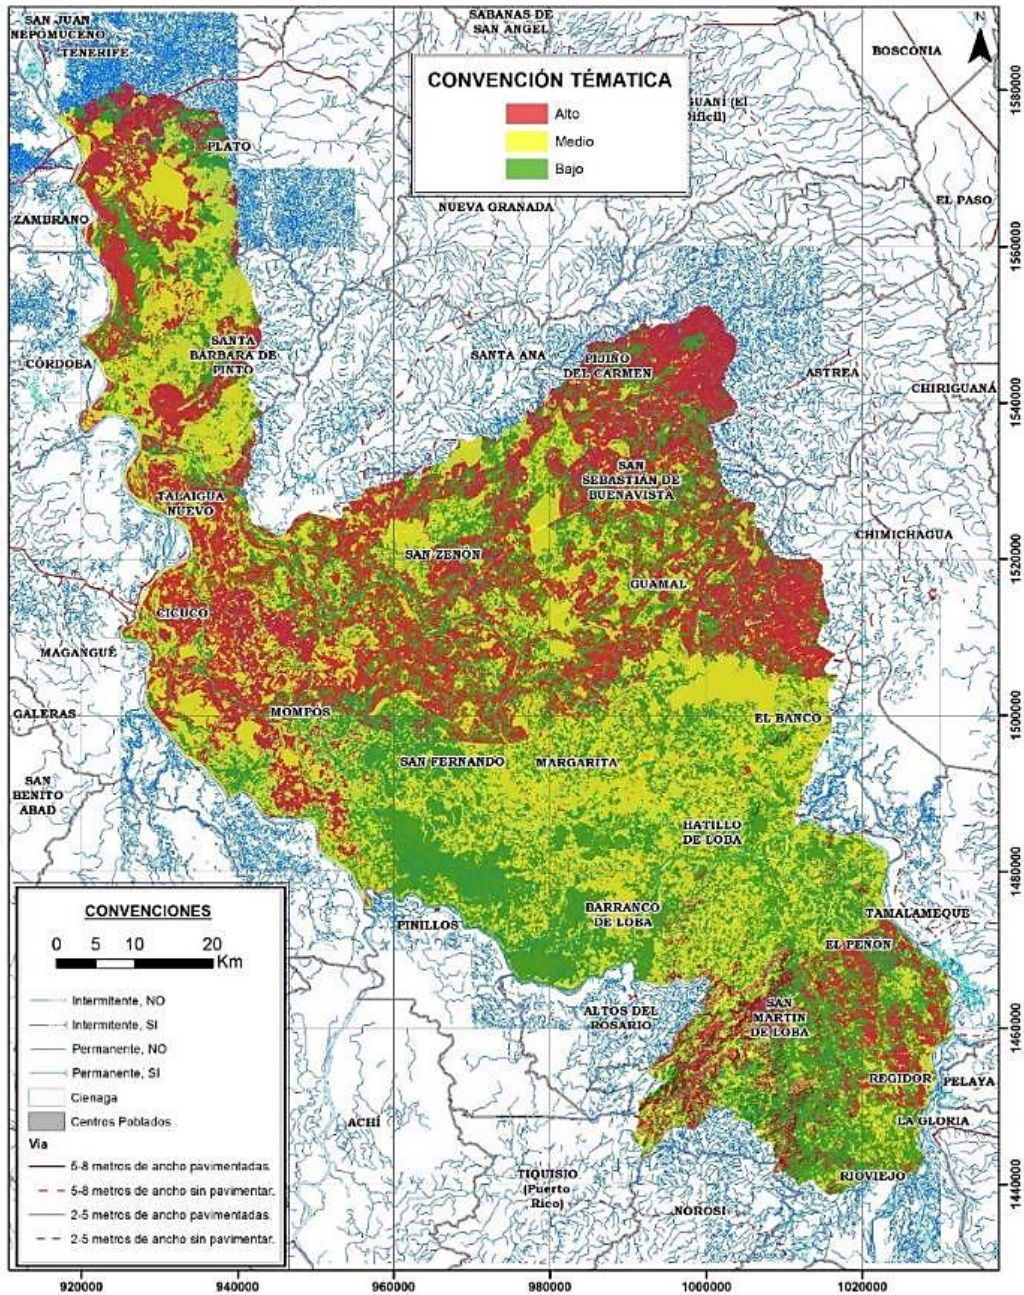 SAN JUAN
NEPOMUCENO
TENERIFE
SABANAS DE
SAN ANGEL
N
BOSCONIA
CONVENCIÓN TÉMATICA
Alto
Medio
Bajo
GUANÍ (El
Difícil)
PLATO
ZAMBRANO
NUEVA GRANADA
EL PASO
CÓRDOBA
SANTA
BÁRBARA DE
PINTO
SANTA ANA
PIJIÑO
DEL CARMEN
ASTREA
CHIRIGUANÁ
TALAIGUA
NUEVO
SAN
SEBASTIÁN DE
BUENAVISTA
SAN ZENÓN
CHIMICHAGUA
GUAMAL
CICUCO
MAGANGUÉ
GALERAS
MOMPÓS
EL BANCO
SAN FERNANDO
MARGARITA
SAN
BENITO
ABAD
HATILLO
DE LOBA
BARRANCO
DE LOBA
PINILLOS
TAMALAMEQUE
EL PEÑÓN
ALTOS DEL
ROSARIO
SAN
MARTIN
DE LOBA
REGIDOR
PELAYA
LA GLORIA
ACHÍ
TIQUISIO
(Puerto
Rico)
RIOVIEJO
NOROSÍ
CONVENCIONES
0 5 10 20
Km
Intermitente, NO
Intermitente, SI
Permanente, NO
Permanente, SI
Cienaga
Centros Poblados
Via
5-8 metros de ancho pavimentadas.
5-8 metros de ancho sin pavimentar.
2-5 metros de ancho pavimentadas.
2-5 metros de ancho sin pavimentar.
1580000
1560000
1540000
1520000
1500000
1480000
1460000
1440000
920000 940000 960000 980000 1000000 1020000